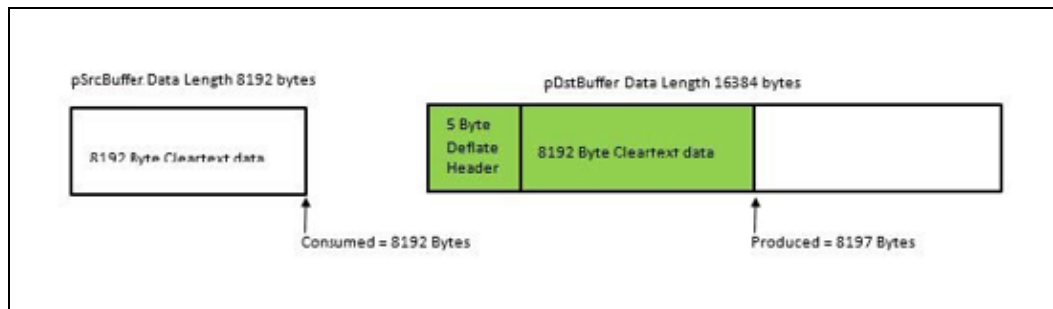 pSrcBuffer Data Length 8192 bytes
pDstBuffer Data Length 16384 bytes
8192 Byte Cleartext data
5 Byte
Deflate
Header
8192 Byte Cleartext data
Consumed = 8192 Bytes
Produced = 8197 Bytes